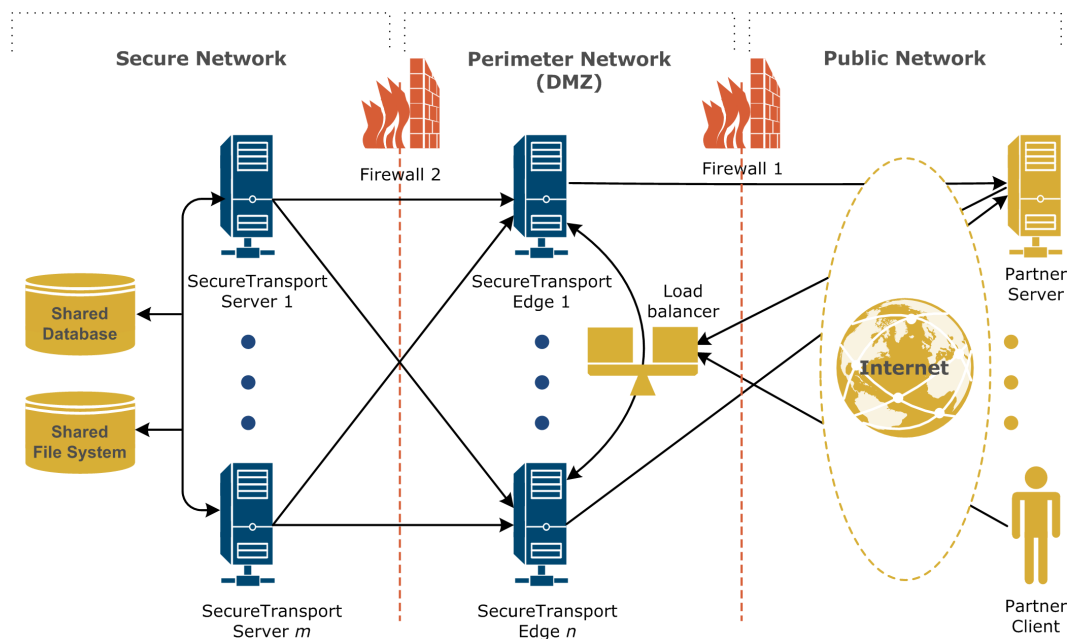 Secure Network
Perimeter Network
(DMZ)
Public Network
Firewall 2
Firewall 1
SecureTransport
Server 1
SecureTransport
Edge 1
Load
balancer
Partner
Server
Shared
Database
Internet
Shared
File System
SecureTransport
Server m
SecureTransport
Edge n
Partner
Client